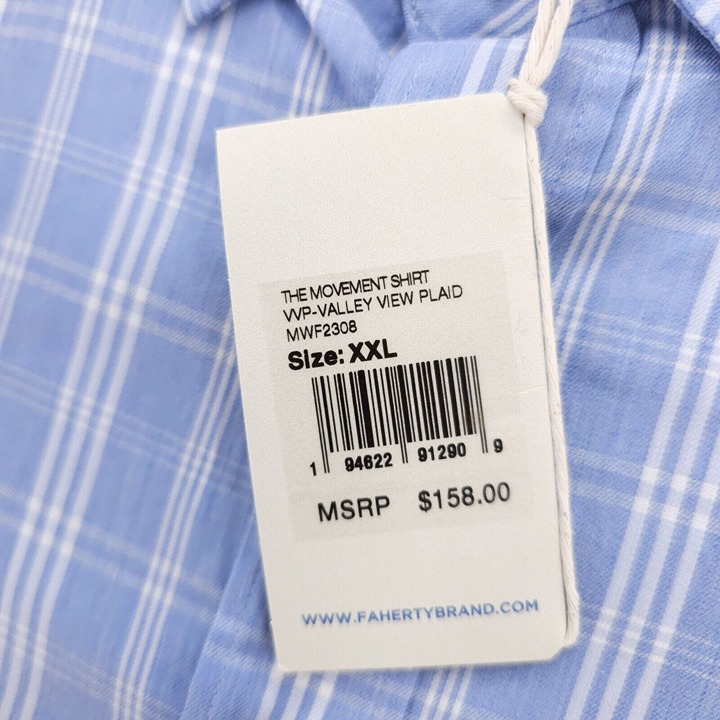 THE MOVEMENT SHIRT
VVP-VALLEY VIEW PLAID
MWF2308
Size: XXL
1 94622 91290 9
MSRP $158.00
WWW.FAHERTYBRAND.COM